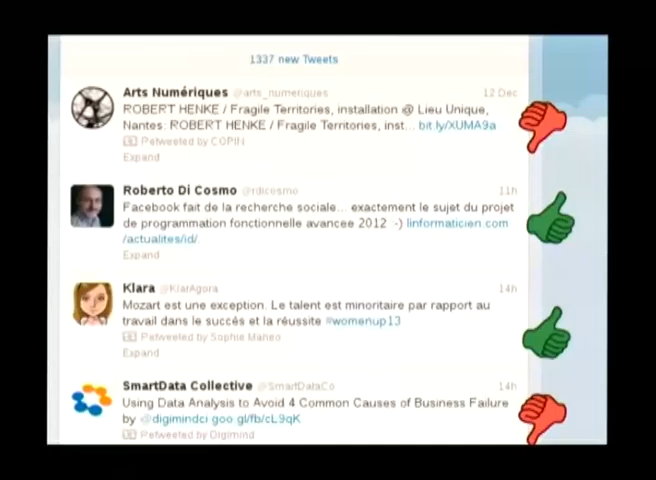 1337 new Tweets
Arts Numériques @arts_numeriques 12 Dec
ROBERT HENKE / Fragile Territories, installation @ Lieu Unique,
Nantes: ROBERT HENKE / Fragile Territories, inst... bit.ly/XUMA9a
Retweeted by COPiH
Expand
Roberto Di Cosmo @rdicosmo 11h
Facebook fait de la recherche sociale... exactement le sujet du projet
de programmation fonctionnelle avancee 2012 :-) linformaticien.com
/actualites/id/
Expand
Klara @KlarAgora 14h
Mozart est une exception. Le talent est minoritaire par rapport au
travail dans le succès et la réussite #womenup13
Retweeted by Sophie
Expand
SmartData Collective @SmartDataCo 14h
Using Data Analysis to Avoid 4 Common Causes of Business Failure
by @digimindci goo.gl/fb/cL9qK
Retweeted by Digimind